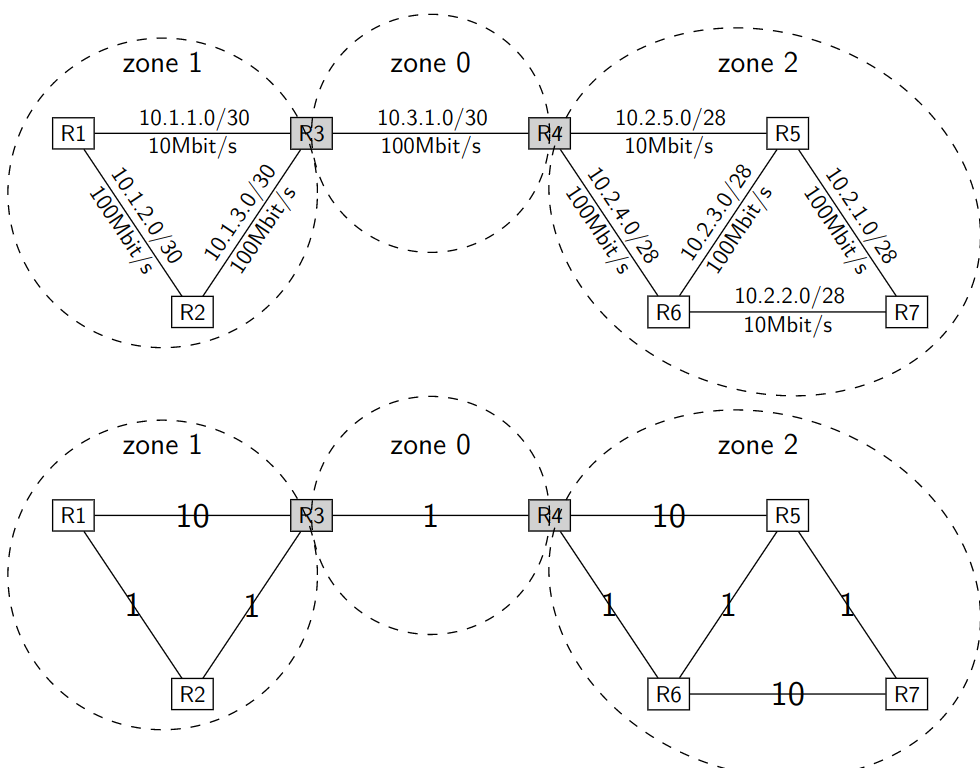 zone 1
zone 0
zone 2
R1
10.1.1.0/30
10Mbit/s
R3
10.3.1.0/30
100Mbit/s
R4
10.2.5.0/28
10Mbit/s
R5
10.1.2.0/30
100Mbit/s
10.1.3.0/30
100Mbit/s
10.2.4.0/28
100Mbit/s
10.2.3.0/28
100Mbit/s
10.2.1.0/28
100Mbit/s
R2
R6
10.2.2.0/28
10Mbit/s
R7
zone 1
zone 0
zone 2
R1
10
R3
1
R4
10
R5
1
1
1
1
1
R2
R6
10
R7